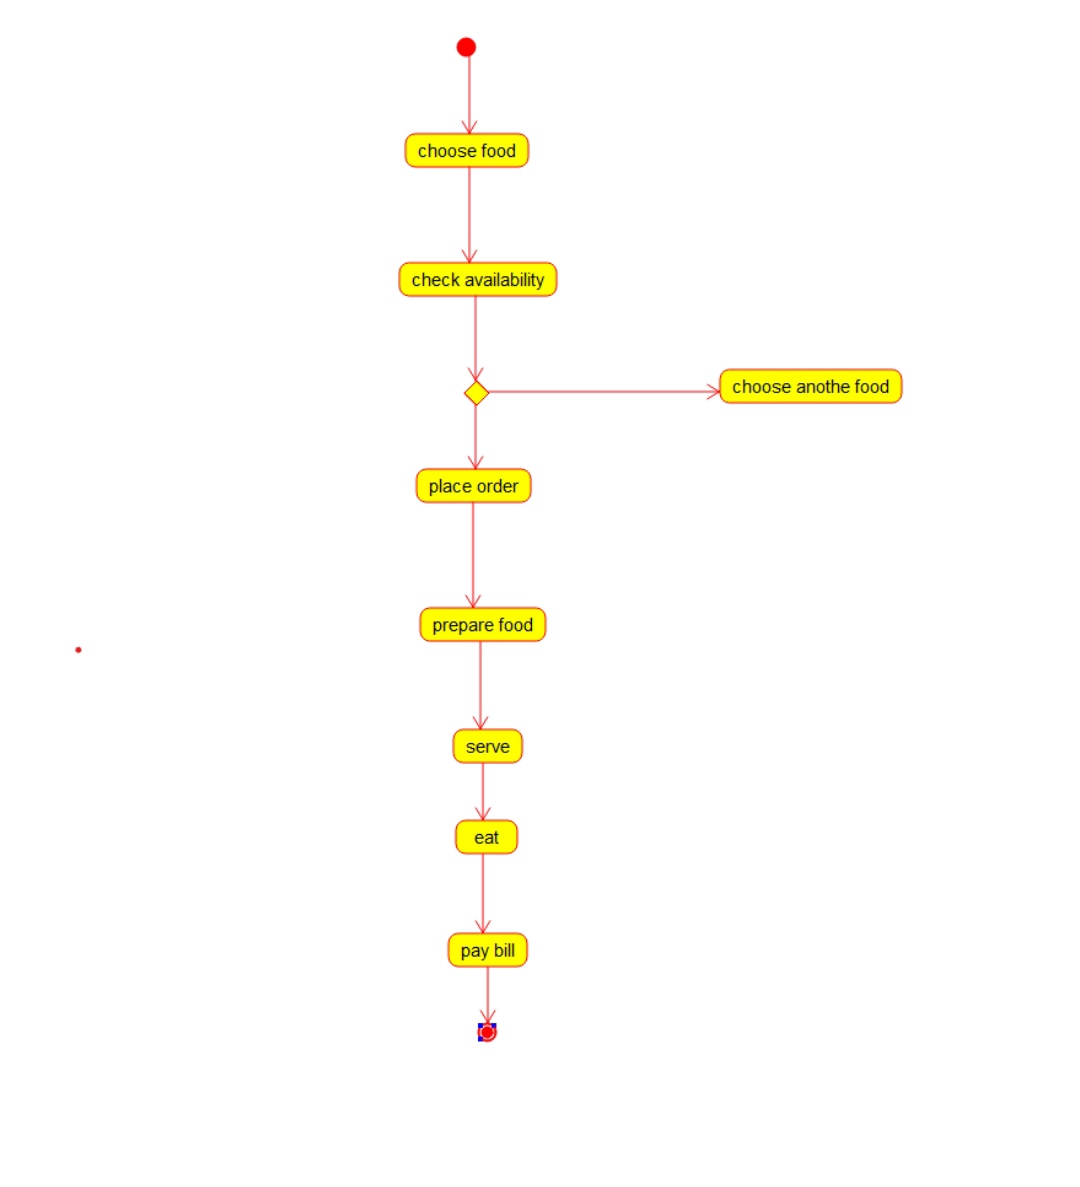 choose food
check availability
choose anothe food
place order
prepare food
serve
eat
pay bill